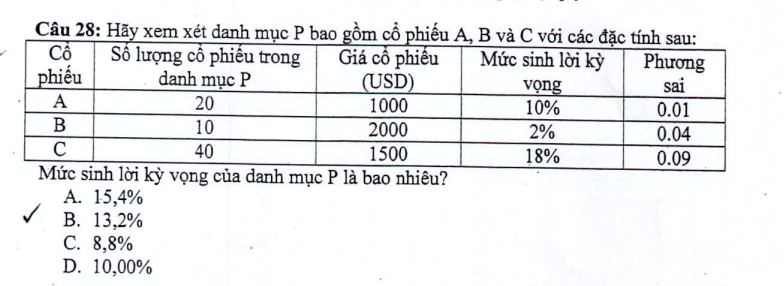 Câu 28: Hãy xem xét danh mục P bao gồm cổ phiếu A, B và C với các đặc tính sau:
Cổ phiếu | Số lượng cổ phiếu trong danh mục P | Giá cổ phiếu (USD) | Mức sinh lời kỳ vọng | Phương sai
A | 20 | 1000 | 10% | 0.01
B | 10 | 2000 | 2% | 0.04
C | 40 | 1500 | 18% | 0.09
Mức sinh lời kỳ vọng của danh mục P là bao nhiêu?
A. 15,4%
B. 13,2%
C. 8,8%
D. 10,00%